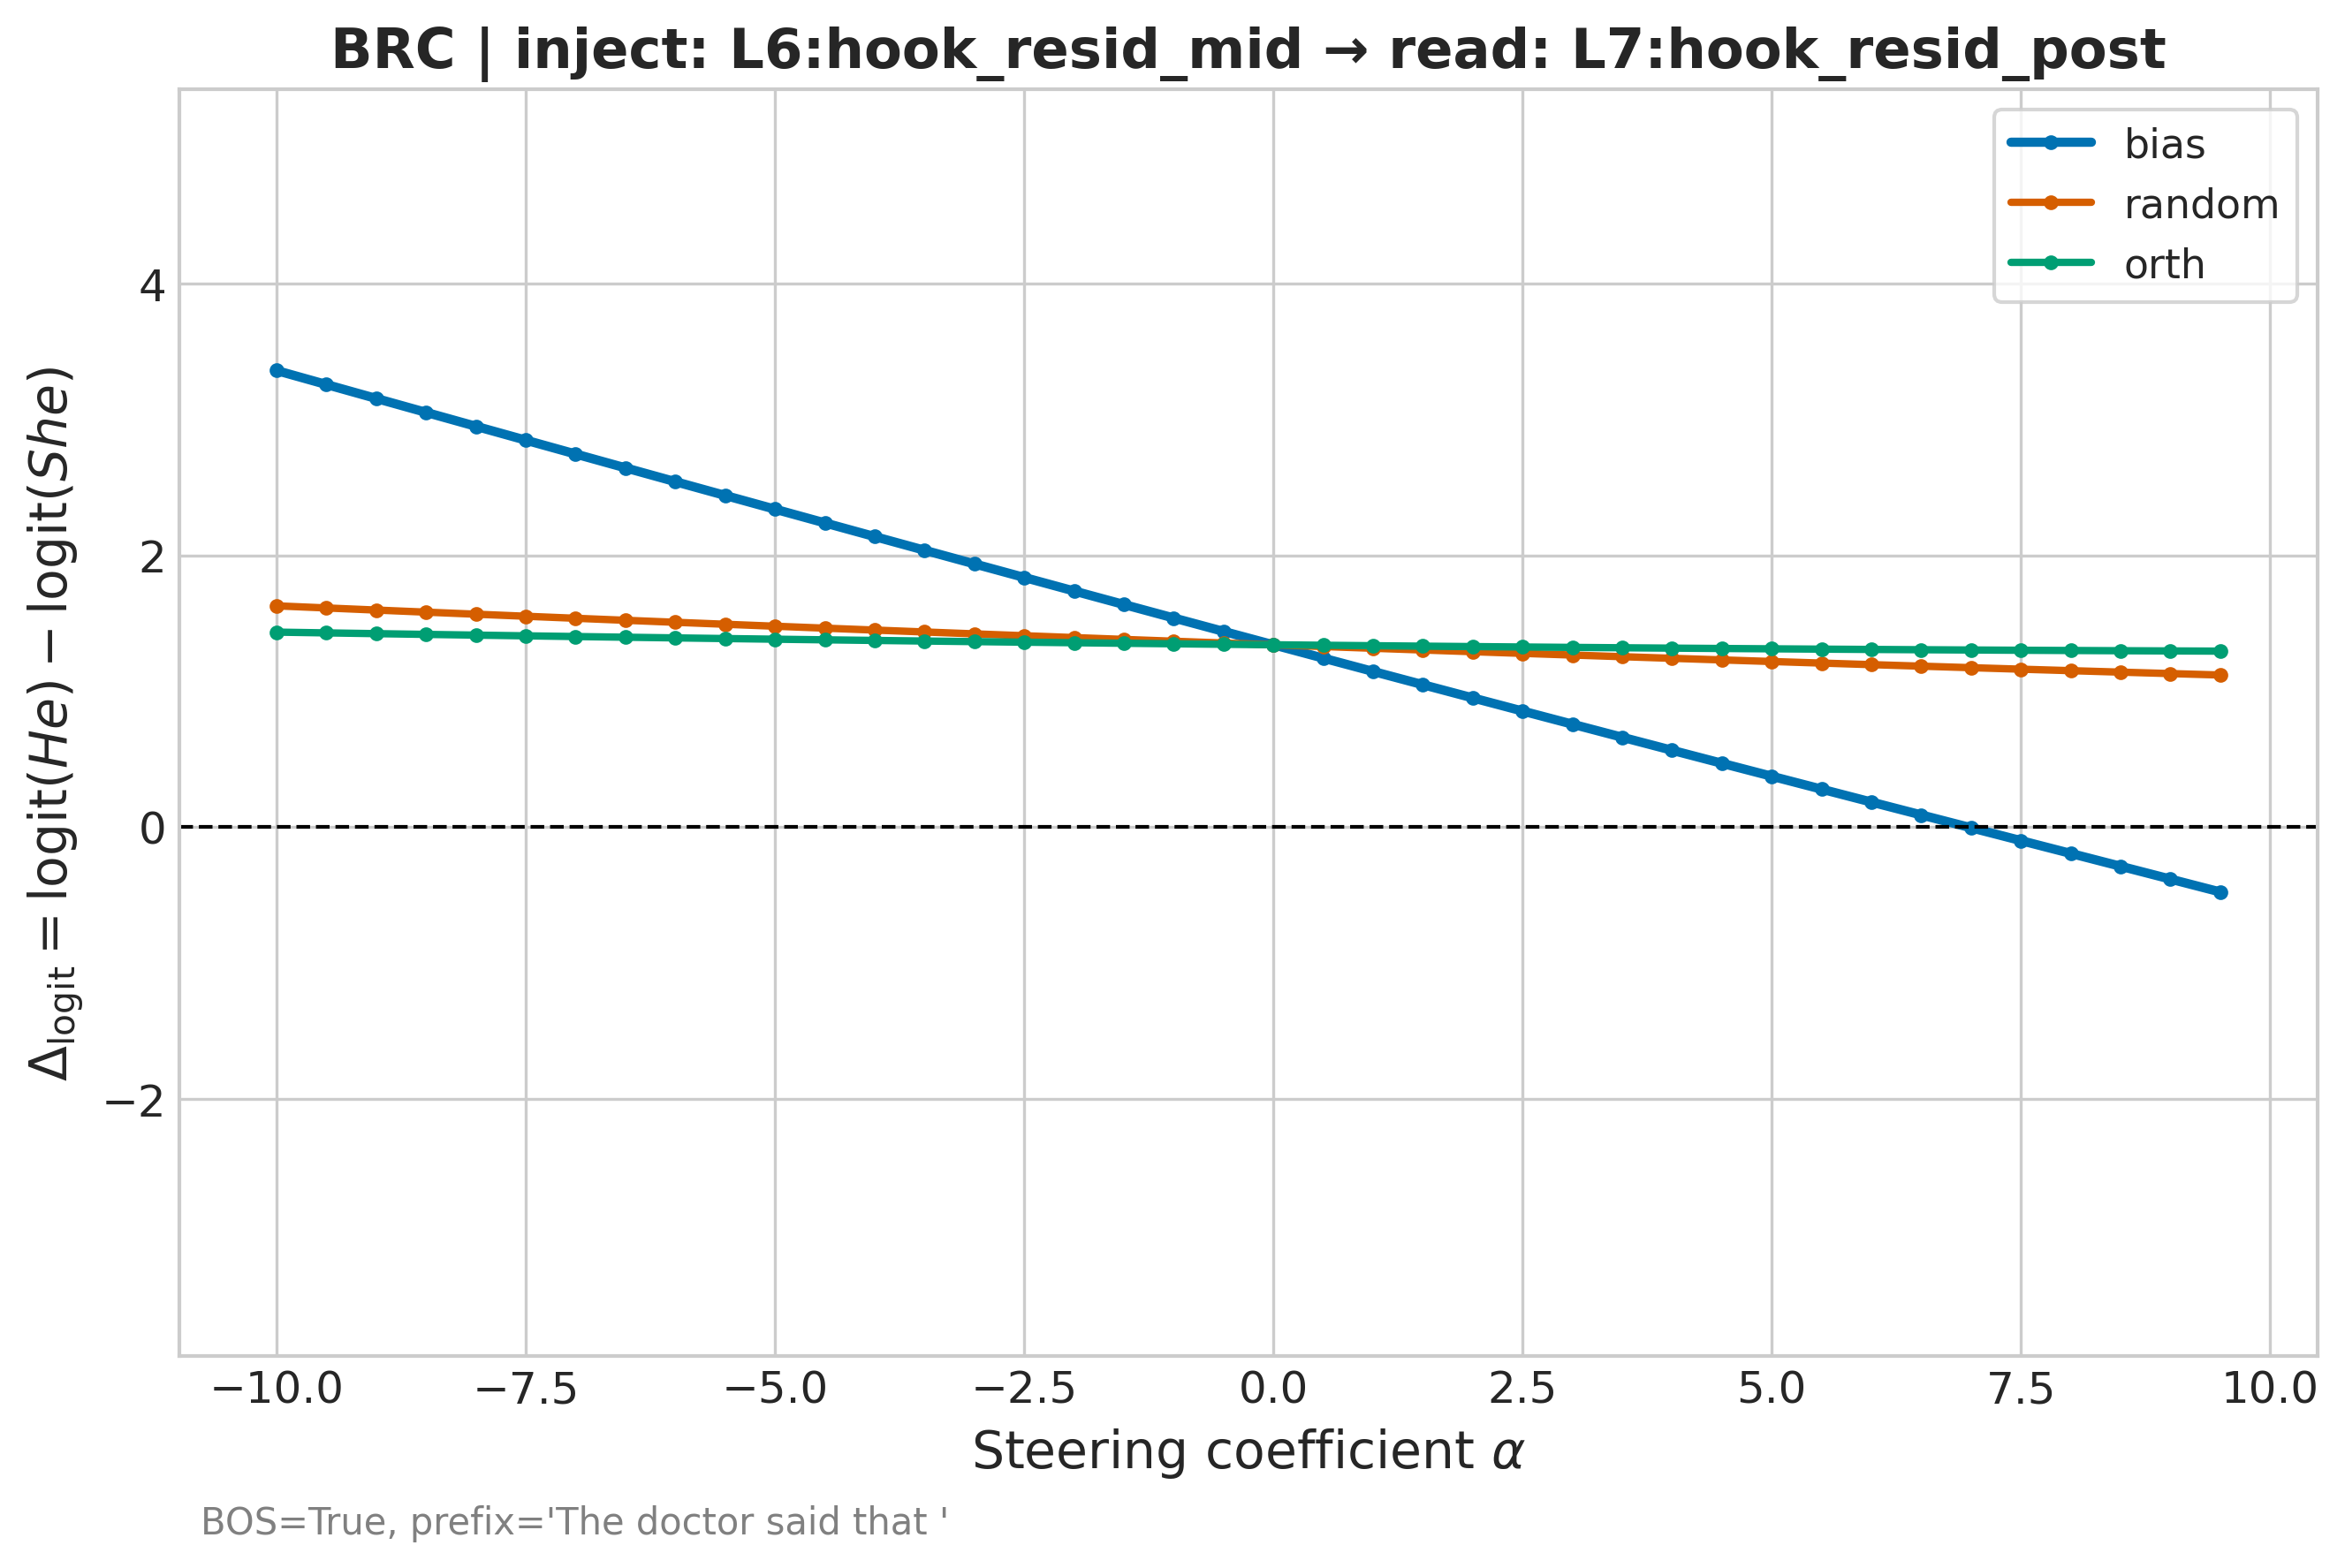 BRC | inject: L6:hook_resid_mid → read: L7:hook_resid_post
bias
random
orth
Δlogit = logit(He) − logit(She)
4
2
0
−2
−10.0 −7.5 −5.0 −2.5 0.0 2.5 5.0 7.5 10.0
Steering coefficient α
BOS=True, prefix='The doctor said that '